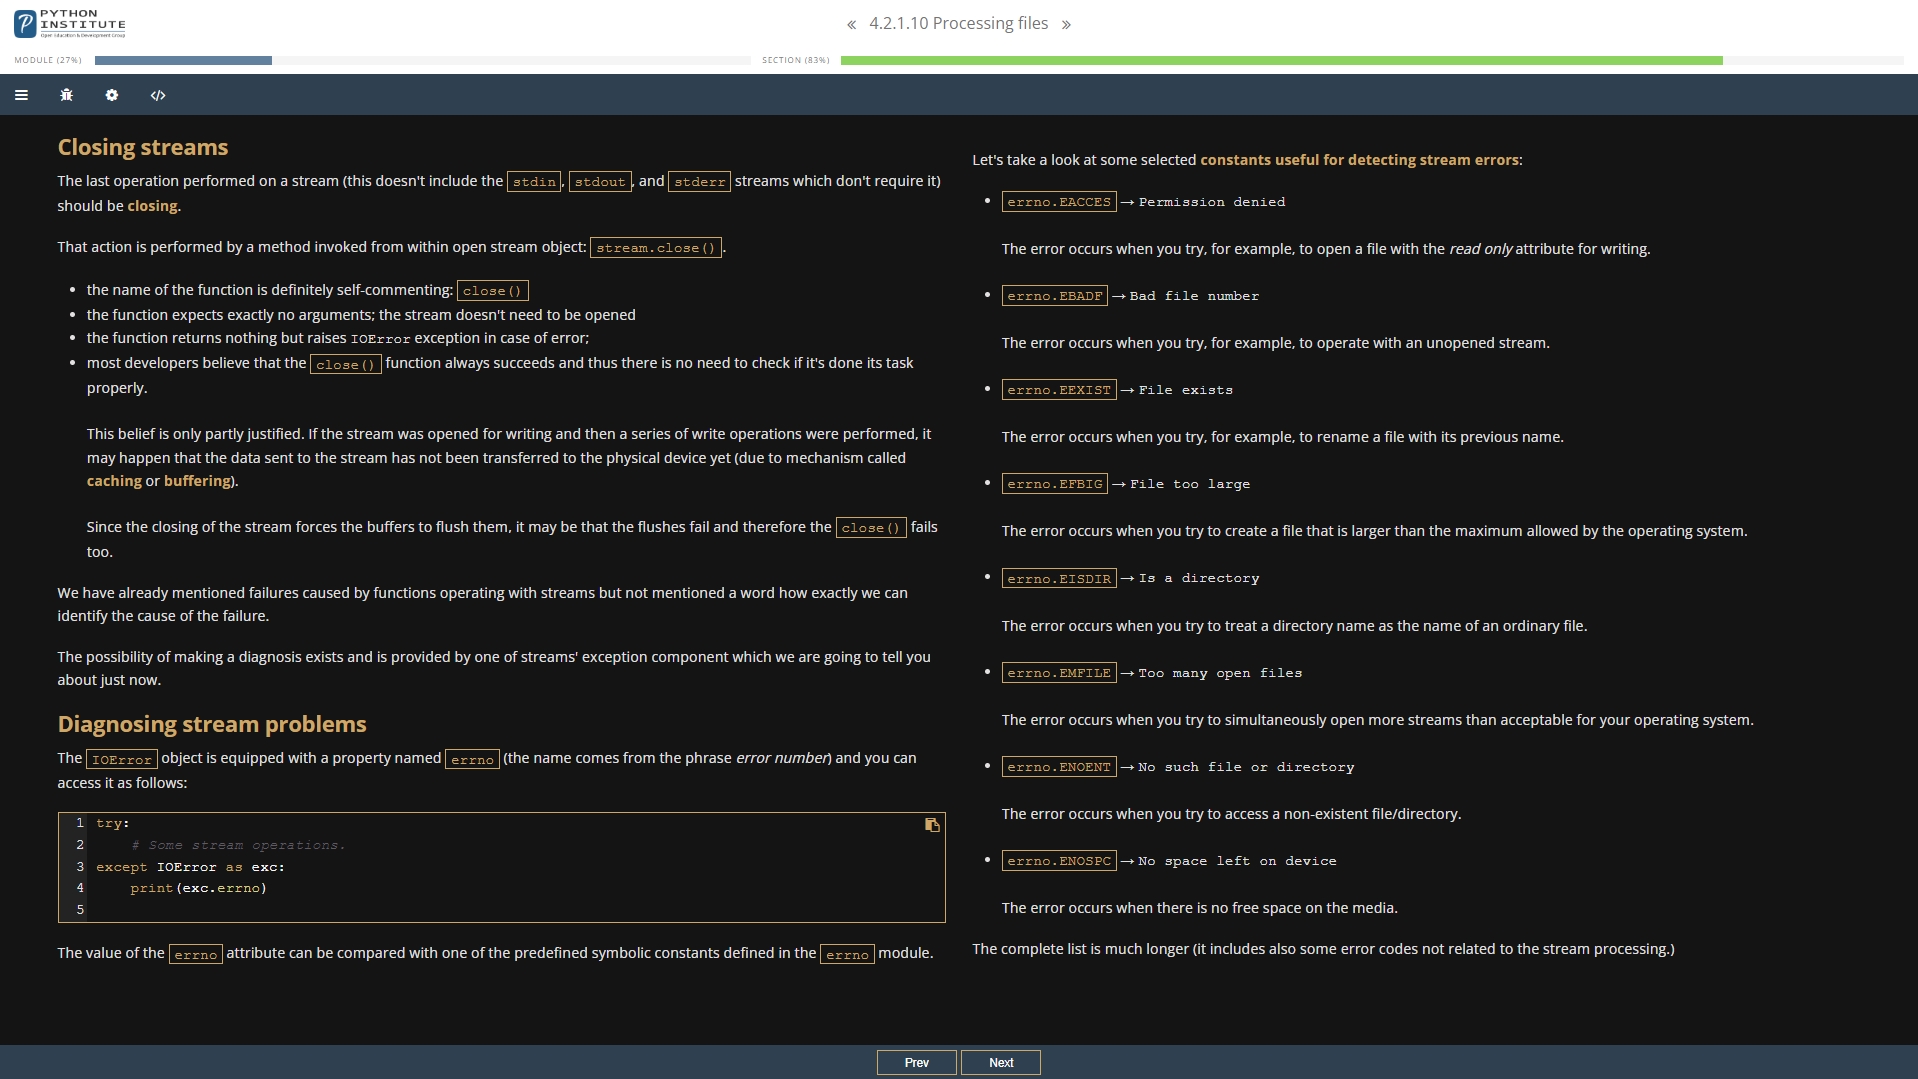 PYTHON
INSTITUTE
Open Education & Development Group
« 4.2.1.10 Processing files »
MODULE (27%)
SECTION (83%)
Closing streams
The last operation performed on a stream (this doesn't include the stdin, stdout, and stderr streams which don't require it)
should be closing.
That action is performed by a method invoked from within open stream object: stream.close().
• the name of the function is definitely self-commenting: close()
• the function expects exactly no arguments; the stream doesn't need to be opened
• the function returns nothing but raises IOError exception in case of error;
• most developers believe that the close() function always succeeds and thus there is no need to check if it's done its task
properly.
This belief is only partly justified. If the stream was opened for writing and then a series of write operations were performed, it
may happen that the data sent to the stream has not been transferred to the physical device yet (due to mechanism called
caching or buffering).
Since the closing of the stream forces the buffers to flush them, it may be that the flushes fail and therefore the close() fails
too.
We have already mentioned failures caused by functions operating with streams but not mentioned a word how exactly we can
identify the cause of the failure.
The possibility of making a diagnosis exists and is provided by one of streams' exception component which we are going to tell you
about just now.
Diagnosing stream problems
The IOError object is equipped with a property named errno (the name comes from the phrase error number) and you can
access it as follows:
1 try:
2     # Some stream operations.
3 except IOError as exc:
4     print(exc.errno)
5
The value of the errno attribute can be compared with one of the predefined symbolic constants defined in the errno module.
Let's take a look at some selected constants useful for detecting stream errors:
• errno.EACCES → Permission denied
The error occurs when you try, for example, to open a file with the read only attribute for writing.
• errno.EBADF → Bad file number
The error occurs when you try, for example, to operate with an unopened stream.
• errno.EEXIST → File exists
The error occurs when you try, for example, to rename a file with its previous name.
• errno.EFBIG → File too large
The error occurs when you try to create a file that is larger than the maximum allowed by the operating system.
• errno.EISDIR → Is a directory
The error occurs when you try to treat a directory name as the name of an ordinary file.
• errno.EMFILE → Too many open files
The error occurs when you try to simultaneously open more streams than acceptable for your operating system.
• errno.ENOENT → No such file or directory
The error occurs when you try to access a non-existent file/directory.
• errno.ENOSPC → No space left on device
The error occurs when there is no free space on the media.
The complete list is much longer (it includes also some error codes not related to the stream processing.)
Prev
Next